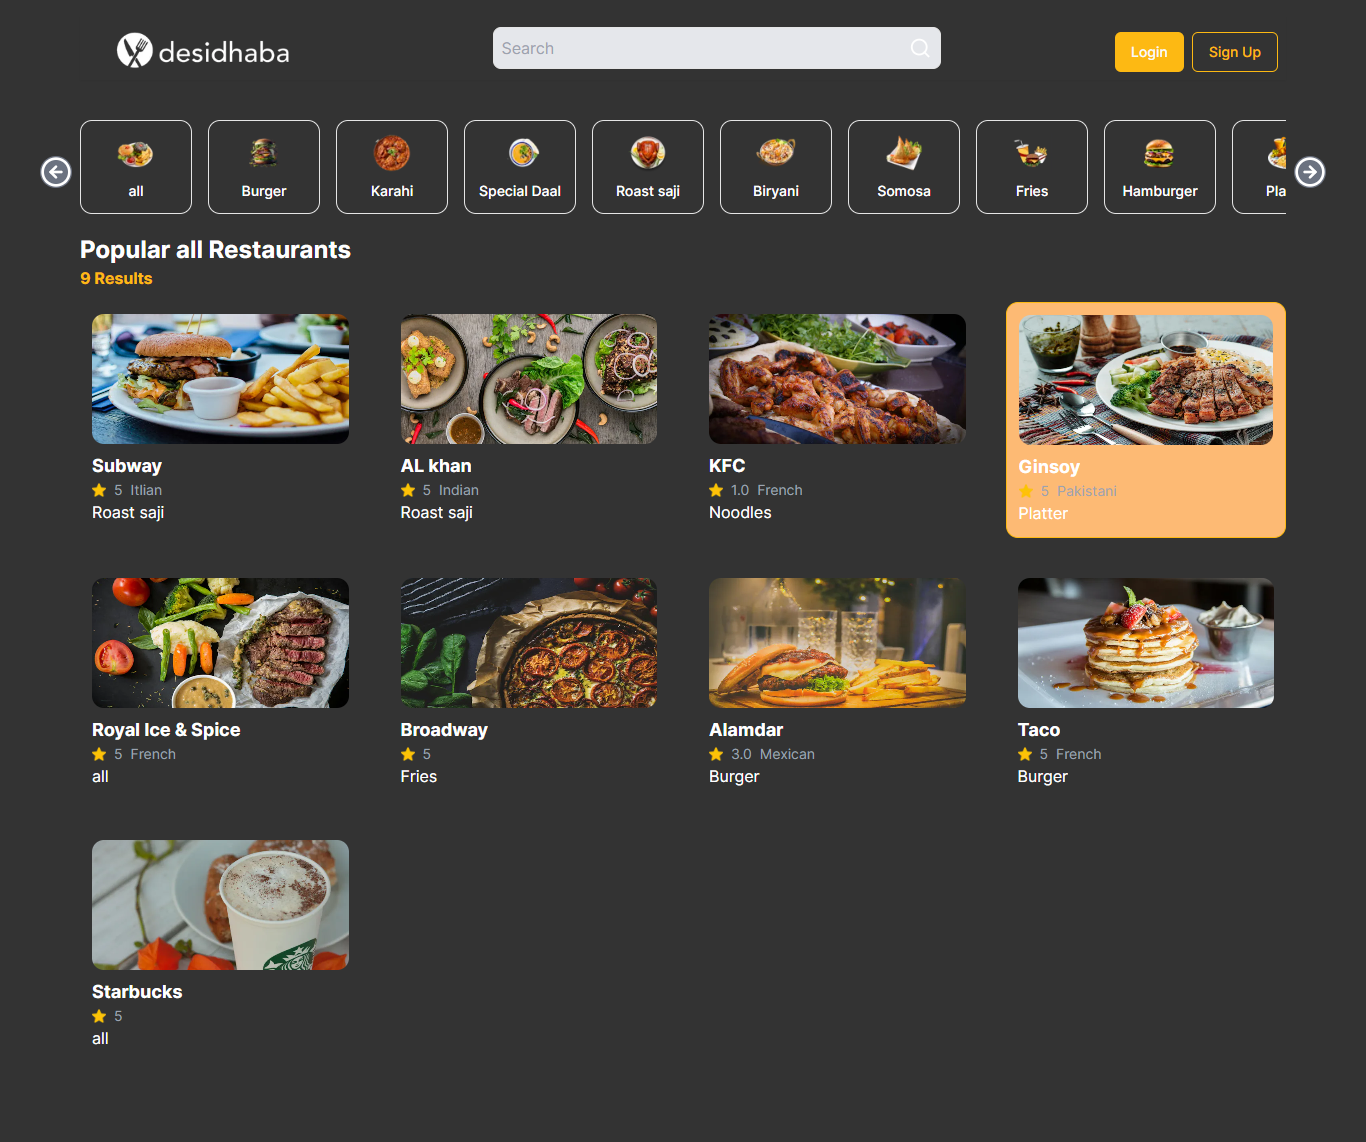 desidhaba
Search
Login
Sign Up
all
Burger
Karahi
Special Daal
Roast saji
Biryani
Somosa
Fries
Hamburger
Pla
Popular all Restaurants
9 Results
Subway
5 Itlian
Roast saji
AL khan
5 Indian
Roast saji
KFC
1.0 French
Noodles
Ginsoy
5 Pakistani
Platter
Royal Ice & Spice
5 French
all
Broadway
5
Fries
Alamdar
3.0 Mexican
Burger
Taco
5 French
Burger
Starbucks
5
all